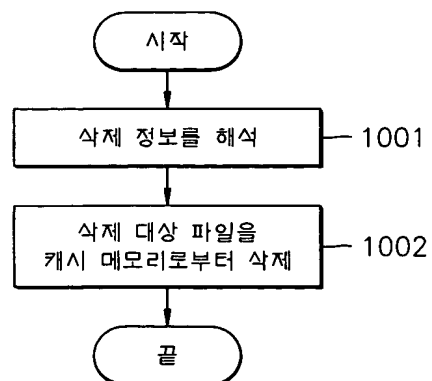 시작
삭제 정보를 해석
1001
삭제 대상 파일을
캐시 메모리로부터 삭제
1002
끝